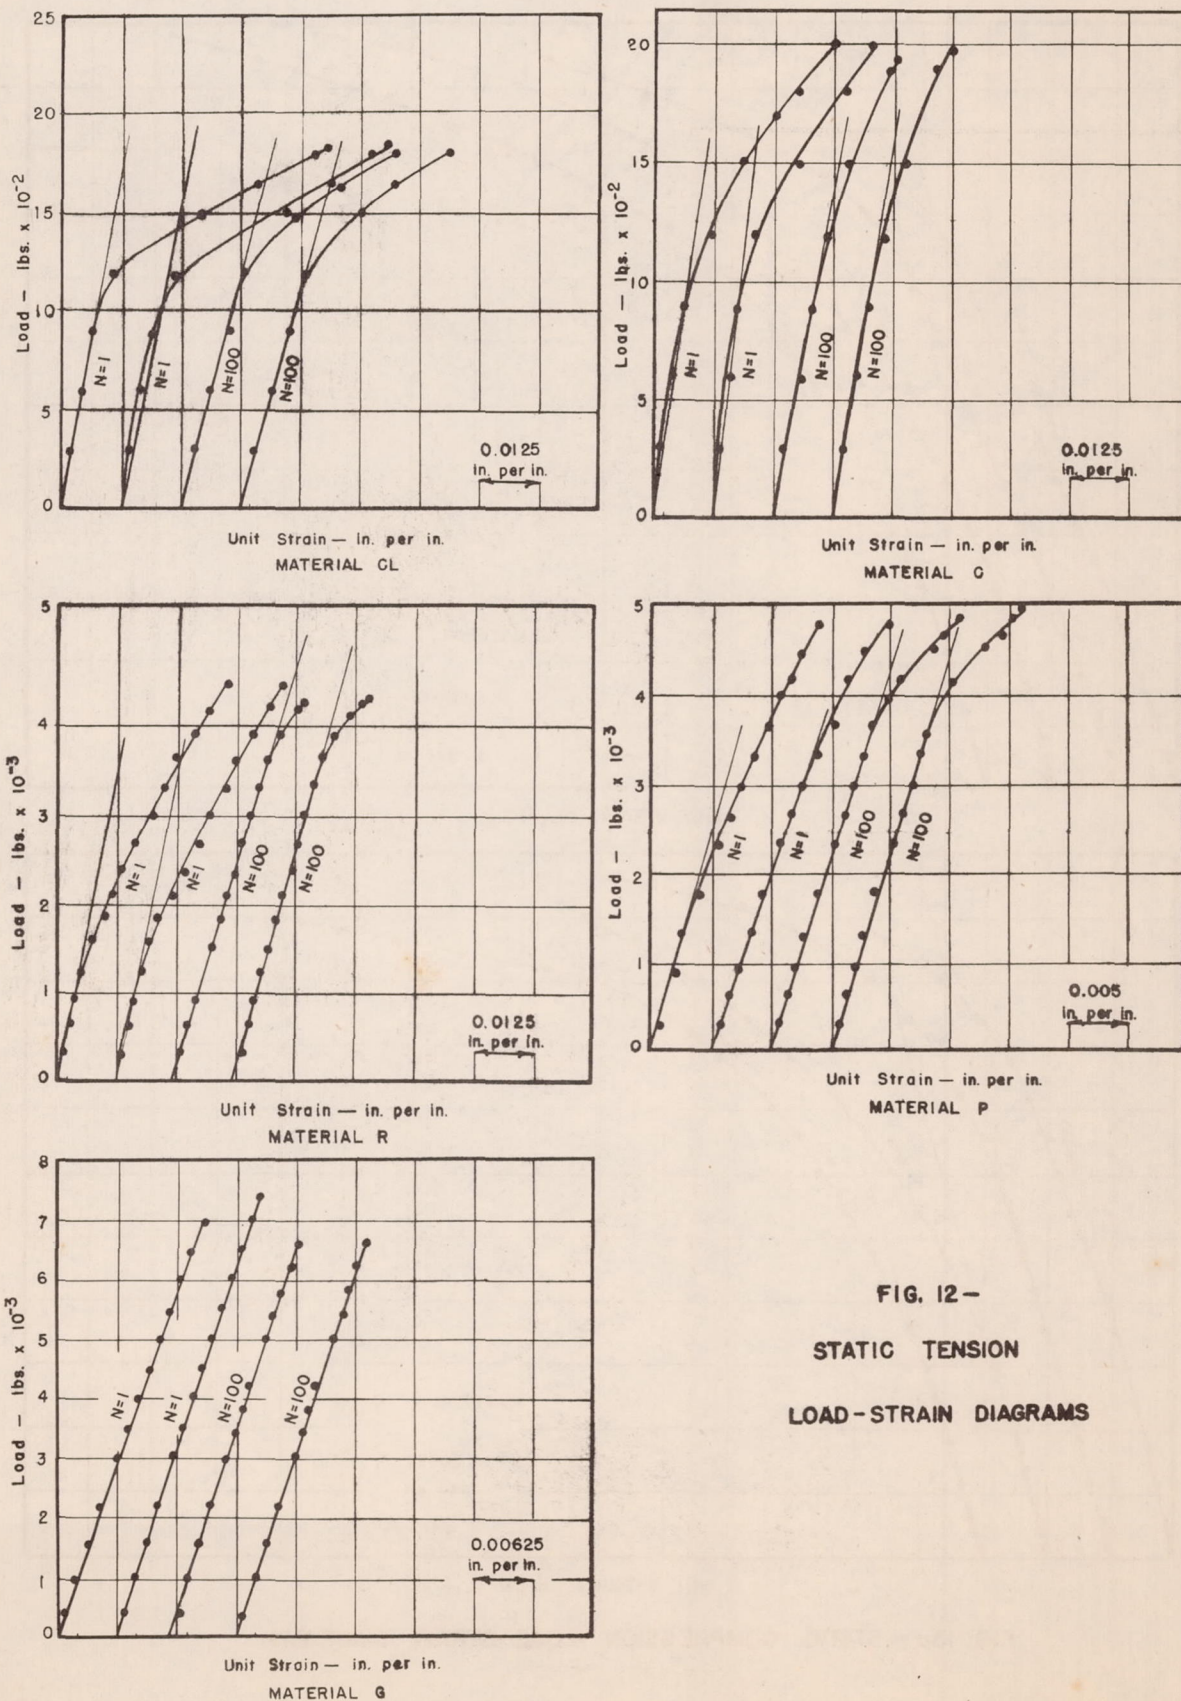 25
20
15
10
5
0
Load — lbs. x 10-2
N=1
N=1
N=100
N=100
0.0125
in. per in.
Unit Strain — in. per in.
MATERIAL CL
20
15
10
5
0
Load — lbs. x 10-2
N=1
N=1
N=100
N=100
0.0125
in. per in.
Unit Strain — in. per in.
MATERIAL C
5
4
3
2
1
0
Load — lbs. x 10-3
N=1
N=1
N=100
N=100
0.0125
in. per in.
Unit Strain — in. per in.
MATERIAL R
5
4
3
2
1
0
Load — lbs. x 10-3
N=1
N=1
N=100
N=100
0.005
in. per in.
Unit Strain — in. per in.
MATERIAL P
8
7
6
5
4
3
2
1
0
Load — lbs. x 10-3
N=1
N=1
N=100
N=100
0.00625
in. per in.
Unit Strain — in. per in.
MATERIAL G
FIG. 12—
STATIC TENSION
LOAD-STRAIN DIAGRAMS